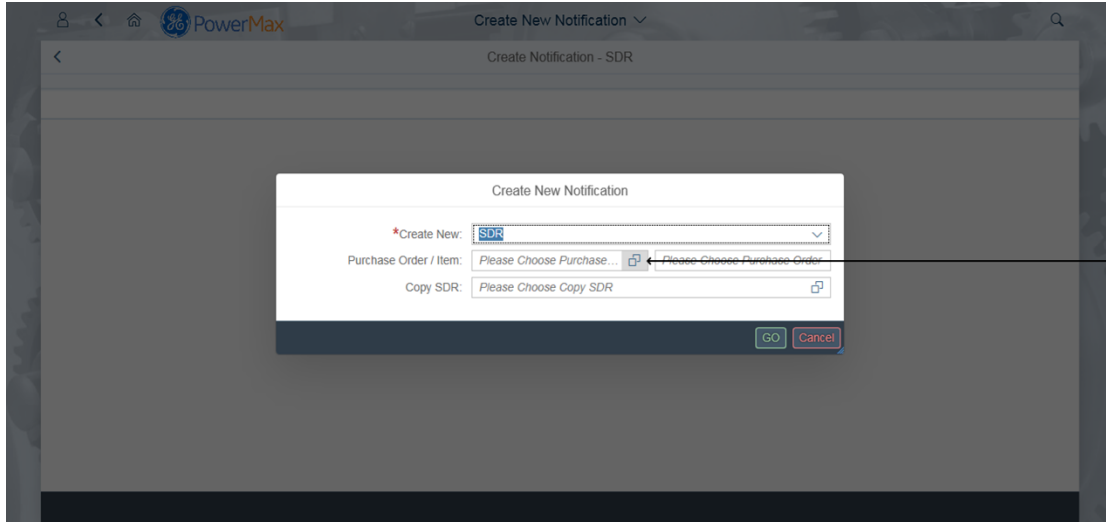 PowerMax
Create New Notification
Create Notification - SDR
Create New Notification
*Create New: SDR
Purchase Order / Item: Please Choose Purchase... Please Choose Purchase Order
Copy SDR: Please Choose Copy SDR
GO Cancel